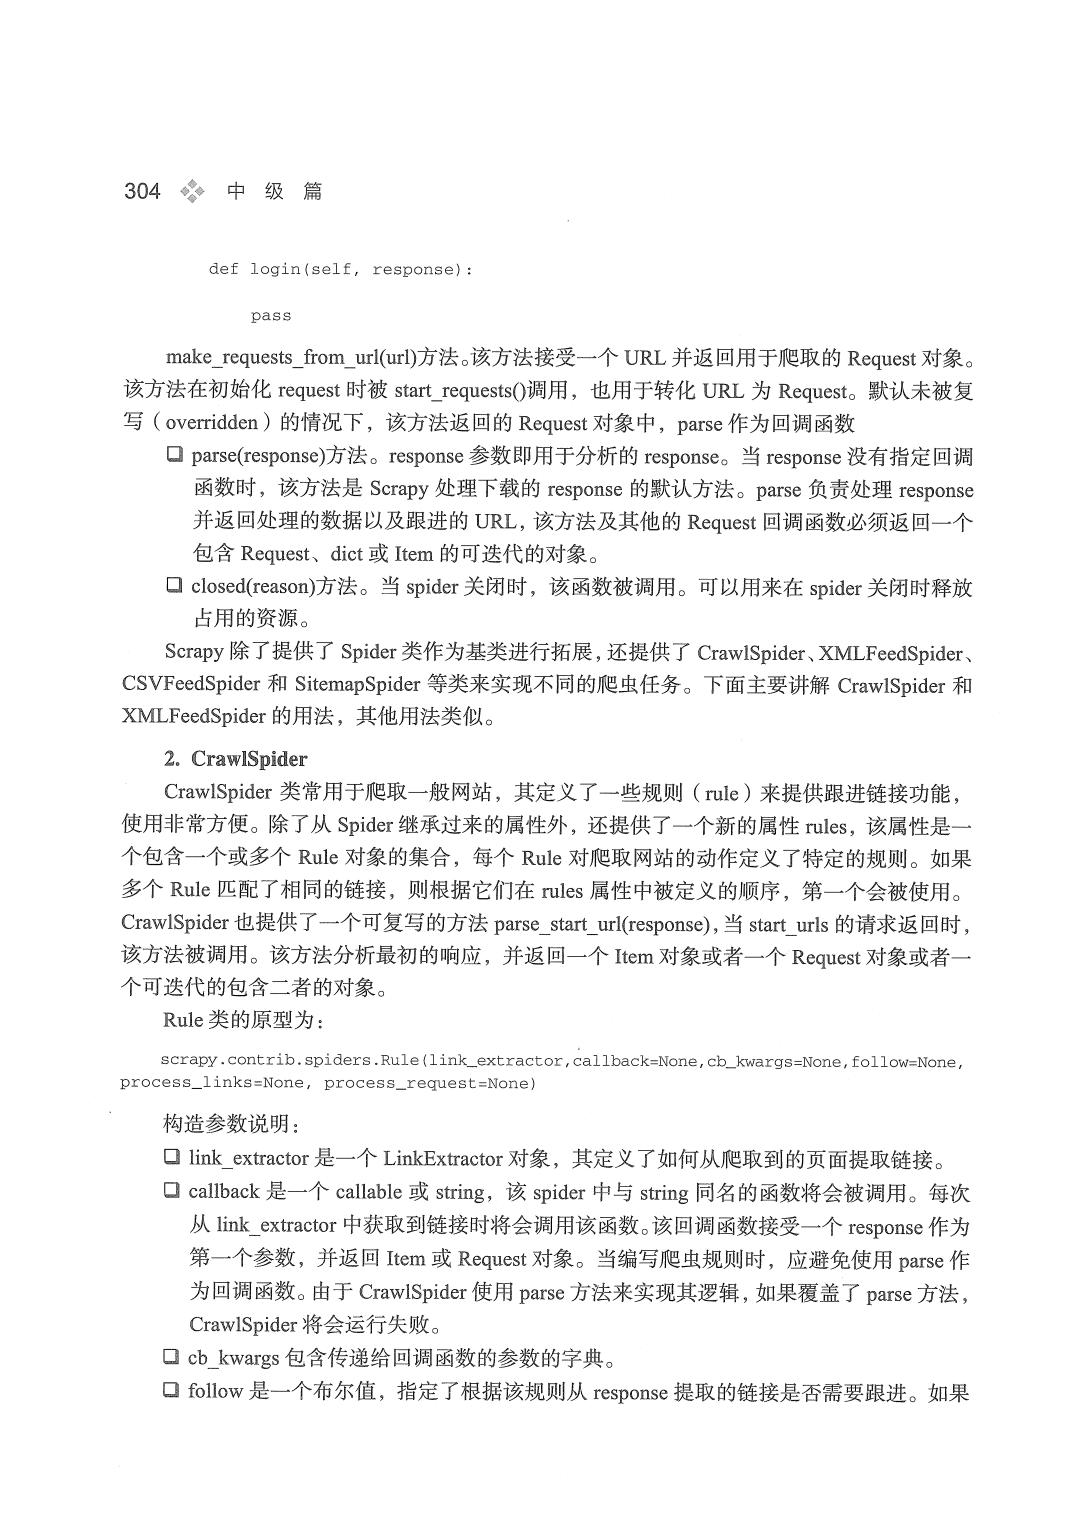 304 中 级 篇
def login(self, response):
pass
make_requests_from_url(url)方法。该方法接受一个 URL 并返回用于爬取的 Request 对象。
该方法在初始化 request 时被 start_requests()调用，也用于转化 URL 为 Request。默认未被复
写（overridden）的情况下，该方法返回的 Request 对象中，parse 作为回调函数
❑ parse(response)方法。response 参数即用于分析的 response。当 response 没有指定回调
函数时，该方法是 Scrapy 处理下载的 response 的默认方法。parse 负责处理 response
并返回处理的数据以及跟进的 URL，该方法及其他的 Request 回调函数必须返回一个
包含 Request、dict 或 Item 的可迭代的对象。
❑ closed(reason)方法。当 spider 关闭时，该函数被调用。可以用来在 spider 关闭时释放
占用的资源。
Scrapy 除了提供了 Spider 类作为基类进行拓展，还提供了 CrawlSpider、XMLFeedSpider、
CSVFeedSpider 和 SitemapSpider 等类来实现不同的爬虫任务。下面主要讲解 CrawlSpider 和
XMLFeedSpider 的用法，其他用法类似。
2. CrawlSpider
CrawlSpider 类常用于爬取一般网站，其定义了一些规则（rule）来提供跟进链接功能，
使用非常方便。除了从 Spider 继承过来的属性外，还提供了一个新的属性 rules，该属性是一
个包含一个或多个 Rule 对象的集合，每个 Rule 对爬取网站的动作定义了特定的规则。如果
多个 Rule 匹配了相同的链接，则根据它们在 rules 属性中被定义的顺序，第一个会被使用。
CrawlSpider 也提供了一个可复写的方法 parse_start_url(response)，当 start_urls 的请求返回时，
该方法被调用。该方法分析最初的响应，并返回一个 Item 对象或者一个 Request 对象或者一
个可迭代的包含二者的对象。
Rule 类的原型为：
scrapy.contrib.spiders.Rule(link_extractor,callback=None,cb_kwargs=None,follow=None,
process_links=None, process_request=None)
构造参数说明：
❑ link_extractor 是一个 LinkExtractor 对象，其定义了如何从爬取到的页面提取链接。
❑ callback 是一个 callable 或 string，该 spider 中与 string 同名的函数将会被调用。每次
从 link_extractor 中获取到链接时将会调用该函数。该回调函数接受一个 response 作为
第一个参数，并返回 Item 或 Request 对象。当编写爬虫规则时，应避免使用 parse 作
为回调函数。由于 CrawlSpider 使用 parse 方法来实现其逻辑，如果覆盖了 parse 方法，
CrawlSpider 将会运行失败。
❑ cb_kwargs 包含传递给回调函数的参数的字典。
❑ follow 是一个布尔值，指定了根据该规则从 response 提取的链接是否需要跟进。如果